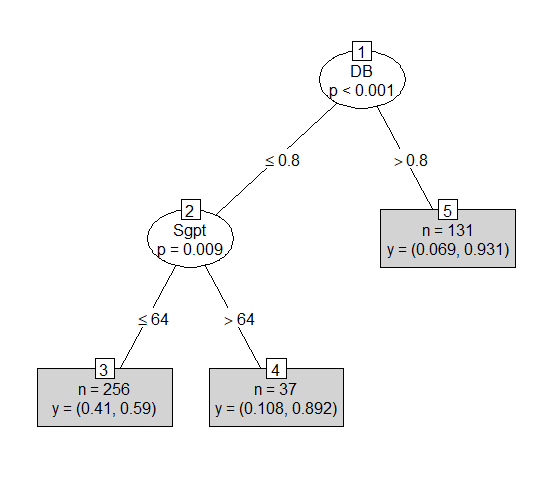 1
DB
p < 0.001
≤ 0.8
> 0.8
2
Sgpt
p = 0.009
5
n = 131
y = (0.069, 0.931)
≤ 64
> 64
3
n = 256
y = (0.41, 0.59)
4
n = 37
y = (0.108, 0.892)